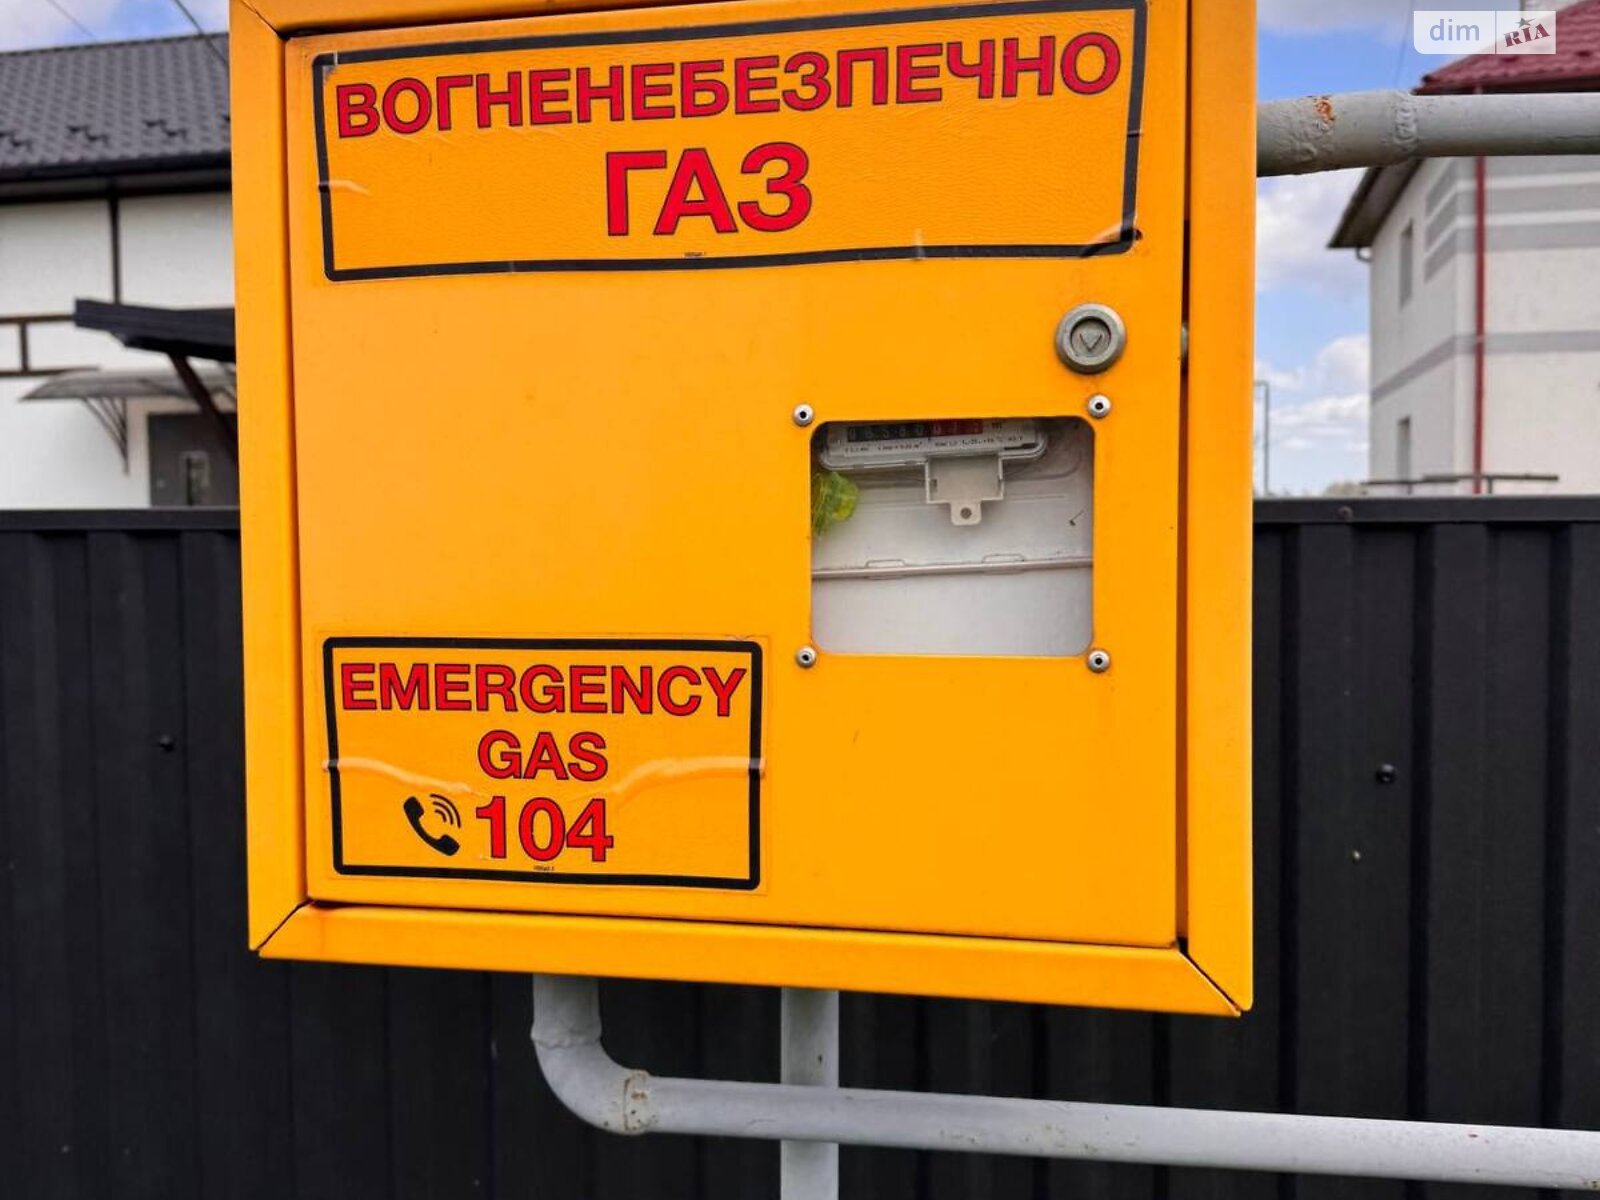 dim RIA
ВОГНЕНЕБЕЗПЕЧНО
ГАЗ
EMERGENCY
GAS
104